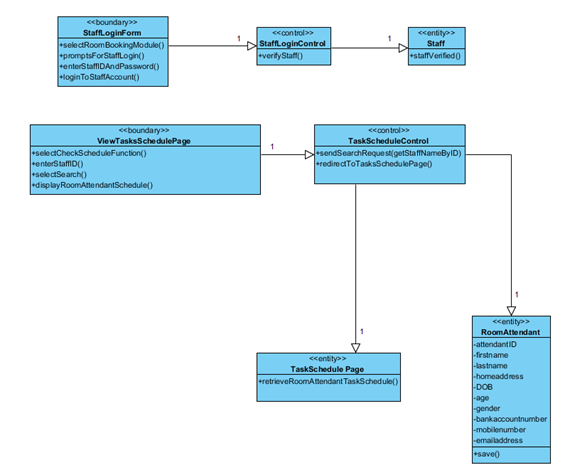 <<boundary>>
StaffLoginForm
+selectRoomBookingModule()
+promptsForStaffLogin()
+enterStaffIDAndPassword()
+loginToStaffAccount()
1
<<control>>
StaffLoginControl
+verifyStaff()
1
<<entity>>
Staff
+staffVerified()
<<boundary>>
ViewTasksSchedulePage
+selectCheckScheduleFunction()
+enterStaffID()
+selectSearch()
+displayRoomAttendantSchedule()
1
<<control>>
TaskScheduleControl
+sendSearchRequest(getStaffNameByID)
+redirectToTasksSchedulePage()
1
1
<<entity>>
TaskSchedule Page
+retrieveRoomAttendantTaskSchedule()
<<entity>>
RoomAttendant
-attendantID
-firstname
-lastname
-homeaddress
-DOB
-age
-gender
-bankaccountnumber
-mobilenumber
-emailaddress
+save()